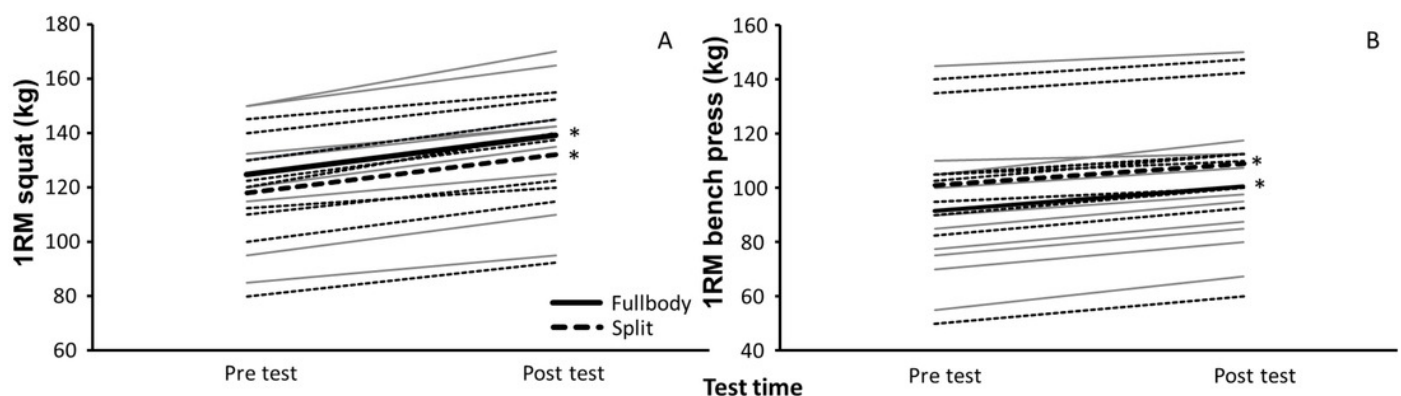 1RM squat (kg)
180
160
140
120
100
80
60
A
*
*
Fullbody
Split
Pre test
Post test
Test time
1RM bench press (kg)
160
140
120
100
80
60
40
B
*
*
Pre test
Post test